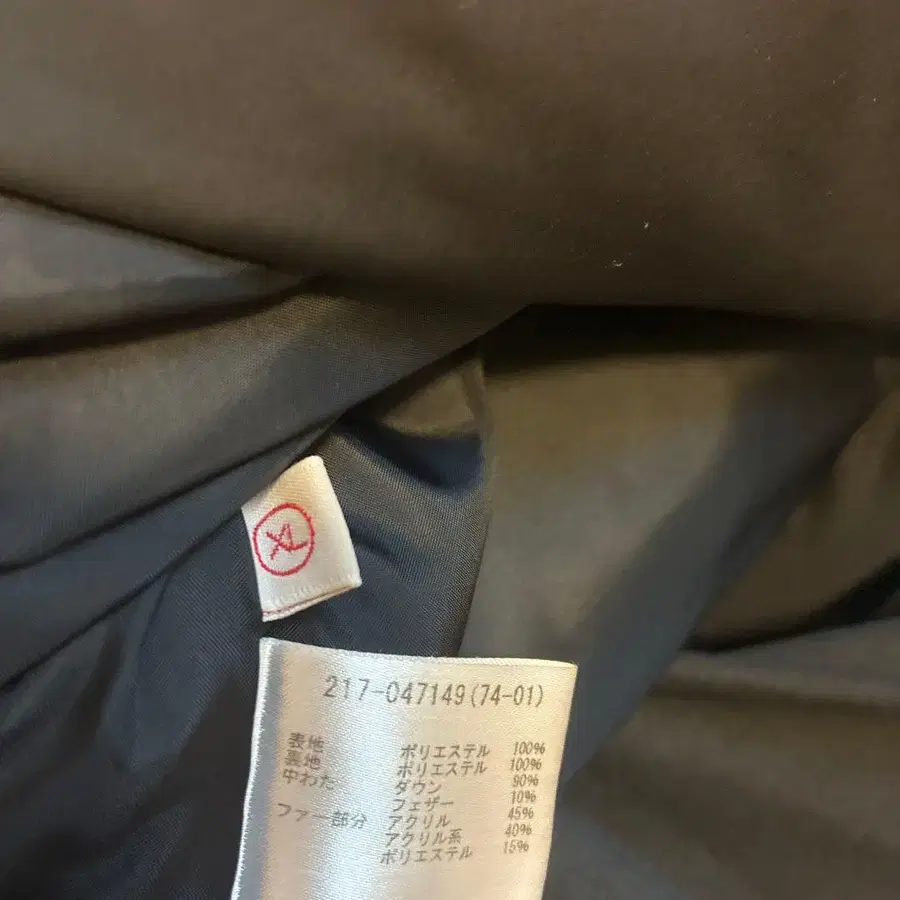 XL
217-047149(74-01)
表地 ポリエステル 100%
裏地 ポリエステル 100%
中わた ダウン 90%
フェザー 10%
ファー部分 アクリル 45%
アクリル系 40%
ポリエステル 15%